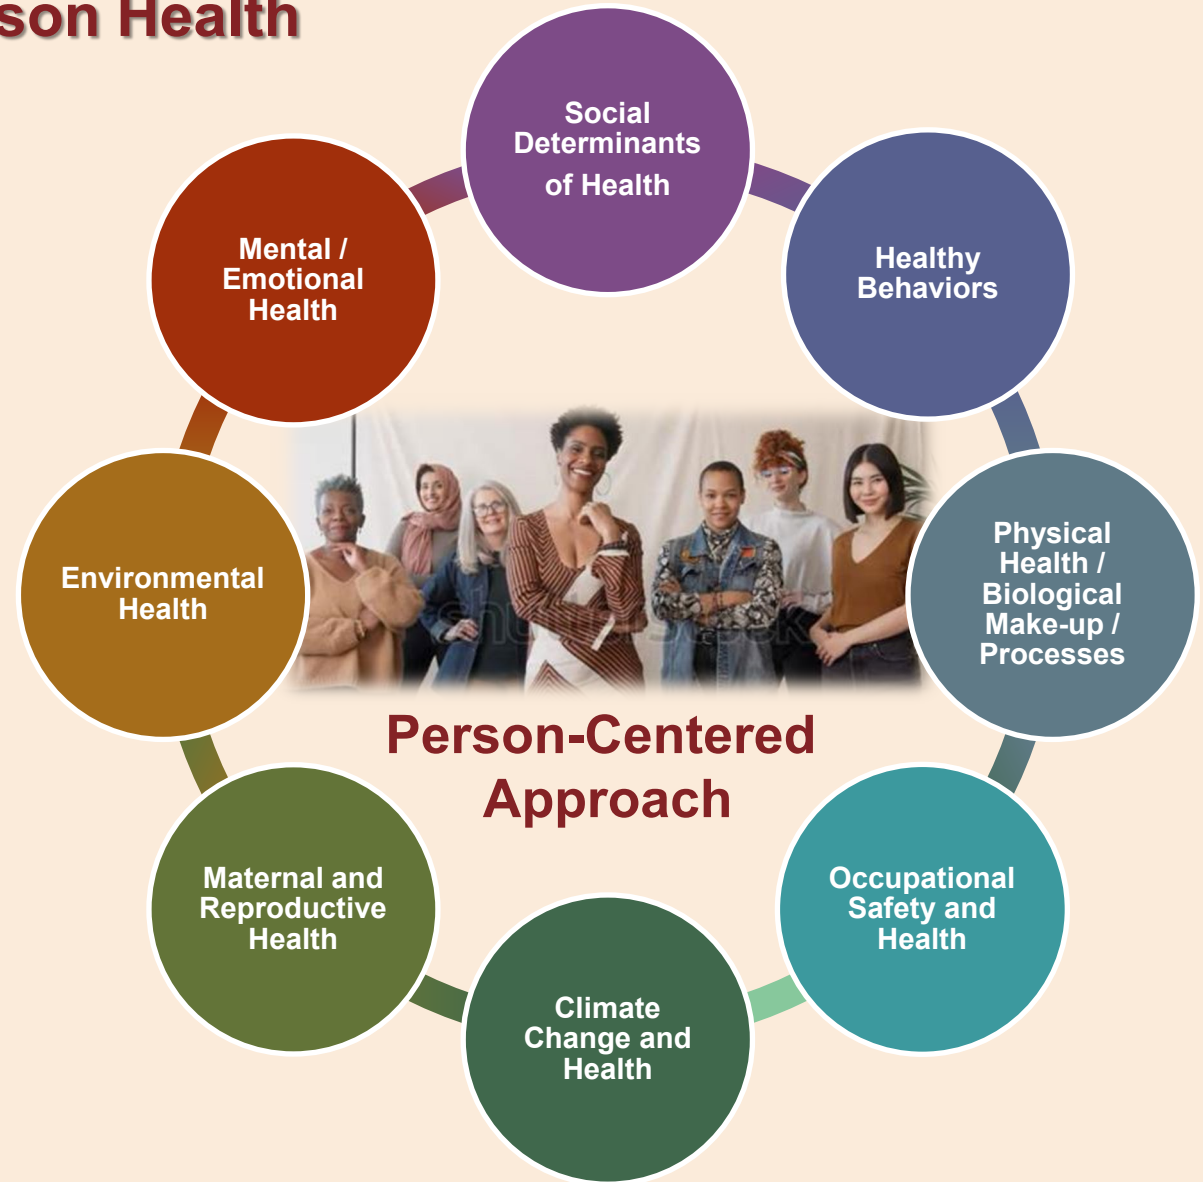 son Health
Social
Determinants
of Health
Healthy
Behaviors
Physical
Health /
Biological
Make-up /
Processes
Occupational
Safety and
Health
Climate
Change and
Health
Maternal and
Reproductive
Health
Environmental
Health
Mental /
Emotional
Health
shutterstock
Person-Centered
Approach